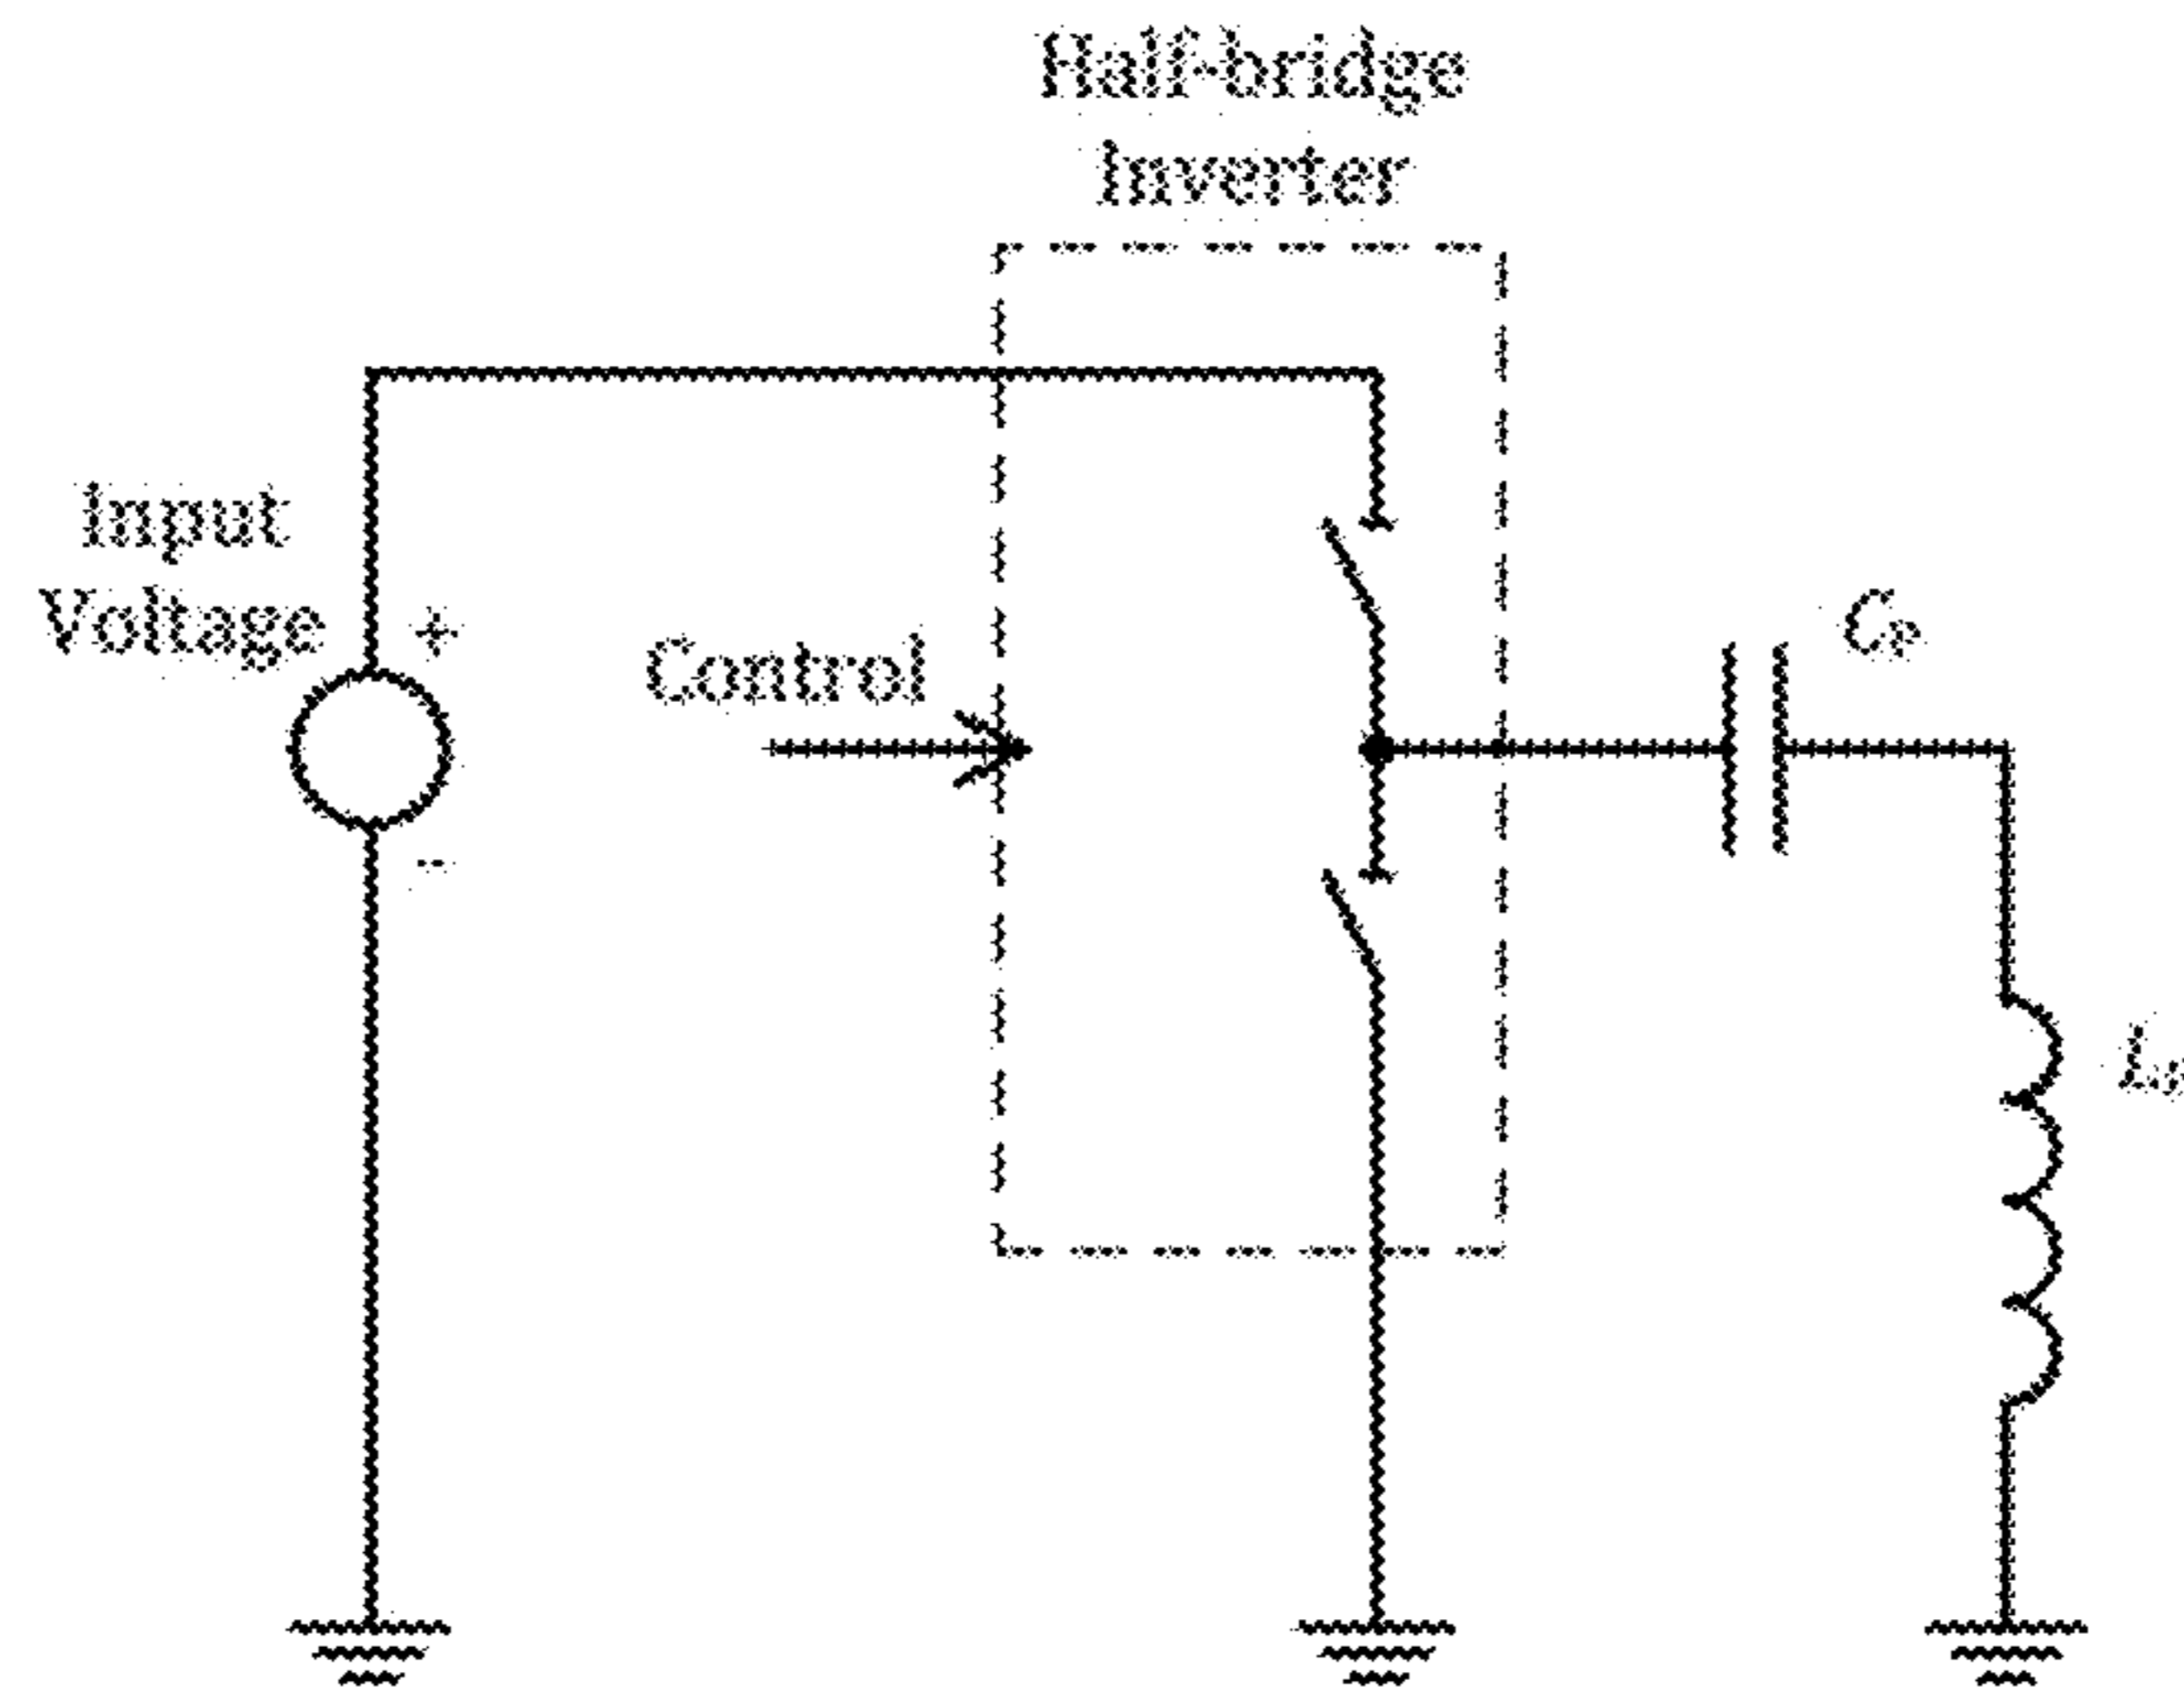 Half-bridge
Inverter
Input
Voltage
+
Control
Cp
-